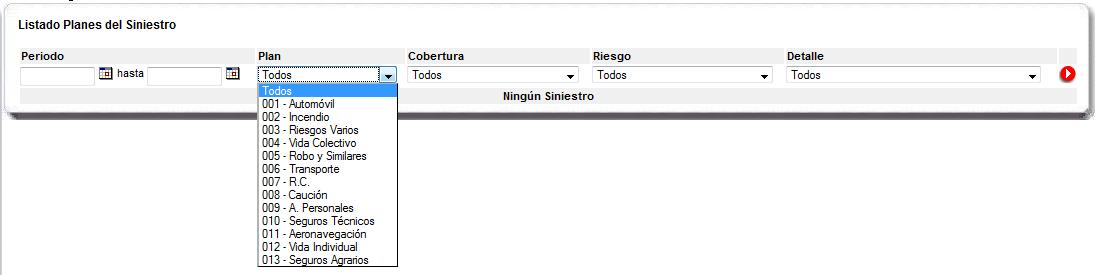 Listado Planes del Siniestro
Periodo Plan Cobertura Riesgo Detalle
hasta Todos Todos Todos Todos
Ningún Siniestro
Todos
001 - Automóvil
002 - Incendio
003 - Riesgos Varios
004 - Vida Colectivo
005 - Robo y Similares
006 - Transporte
007 - R.C.
008 - Caución
009 - A. Personales
010 - Seguros Técnicos
011 - Aeronavegación
012 - Vida Individual
013 - Seguros Agrarios